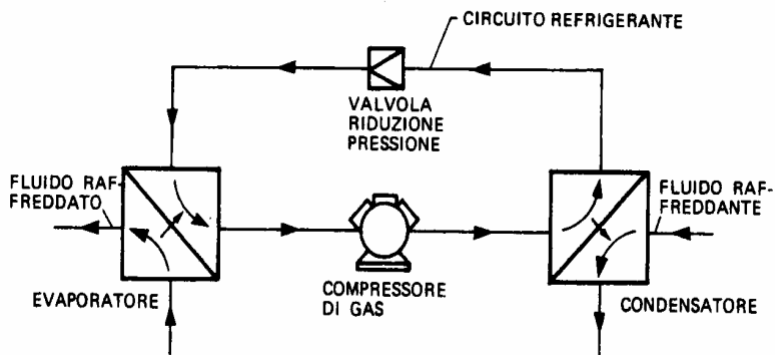 CIRCUITO REFRIGERANTE
VALVOLA
RIDUZIONE
PRESSIONE
FLUIDO RAF-
FREDDATO
FLUIDO RAF-
FREDDANTE
EVAPORATORE
COMPRESSORE
DI GAS
CONDENSATORE